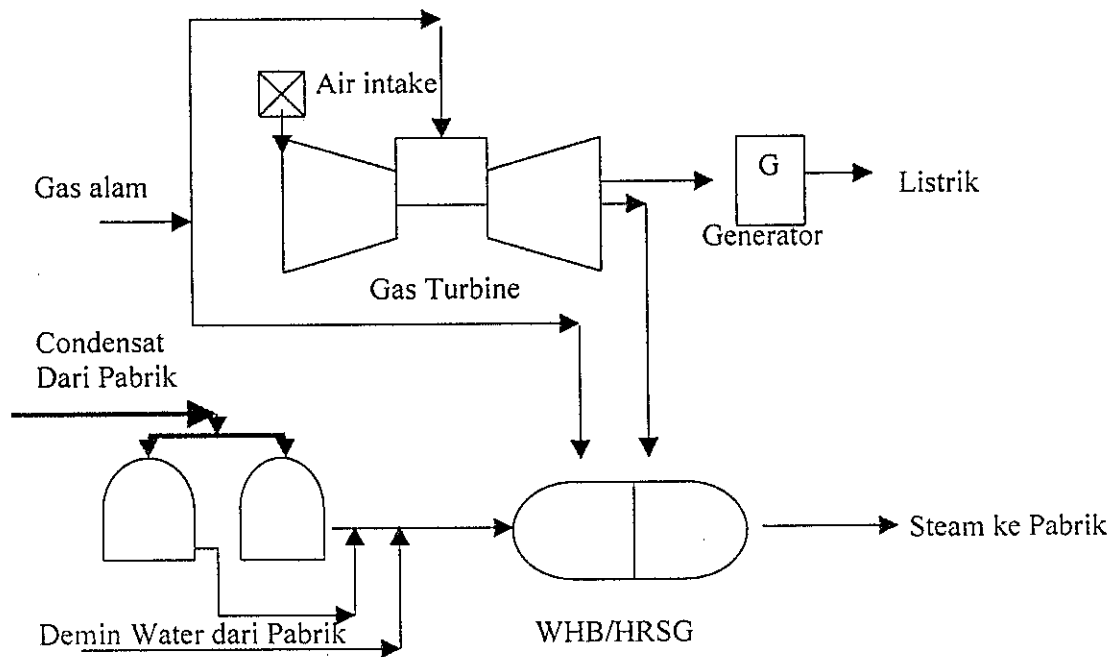 Air intake
Gas alam
G
Listrik
Generator
Gas Turbine
Condensat
Dari Pabrik
Steam ke Pabrik
Demin Water dari Pabrik
WHB/HRSG